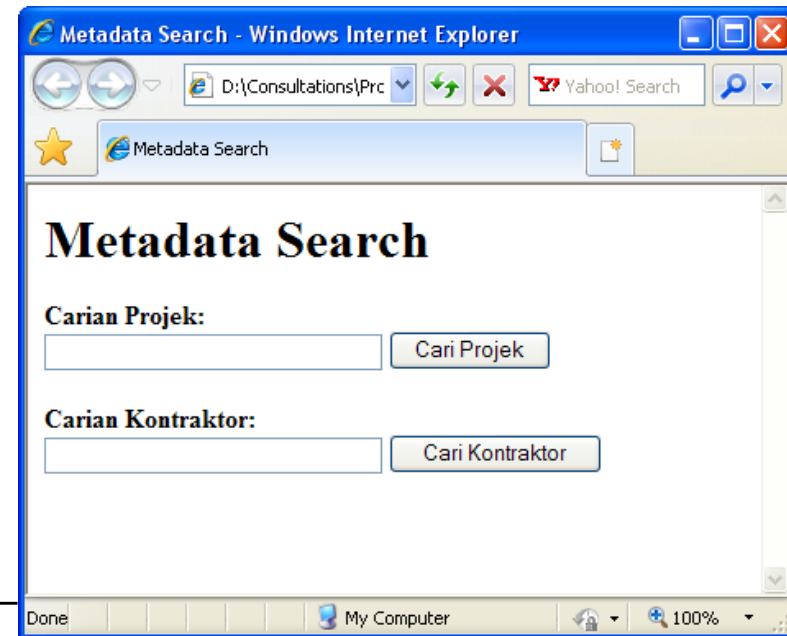 Metadata Search - Windows Internet Explorer
D:\Consultations\Prc
Yahoo! Search
Metadata Search
Metadata Search
Carian Projek:
Cari Projek
Carian Kontraktor:
Cari Kontraktor
Done
My Computer
100%